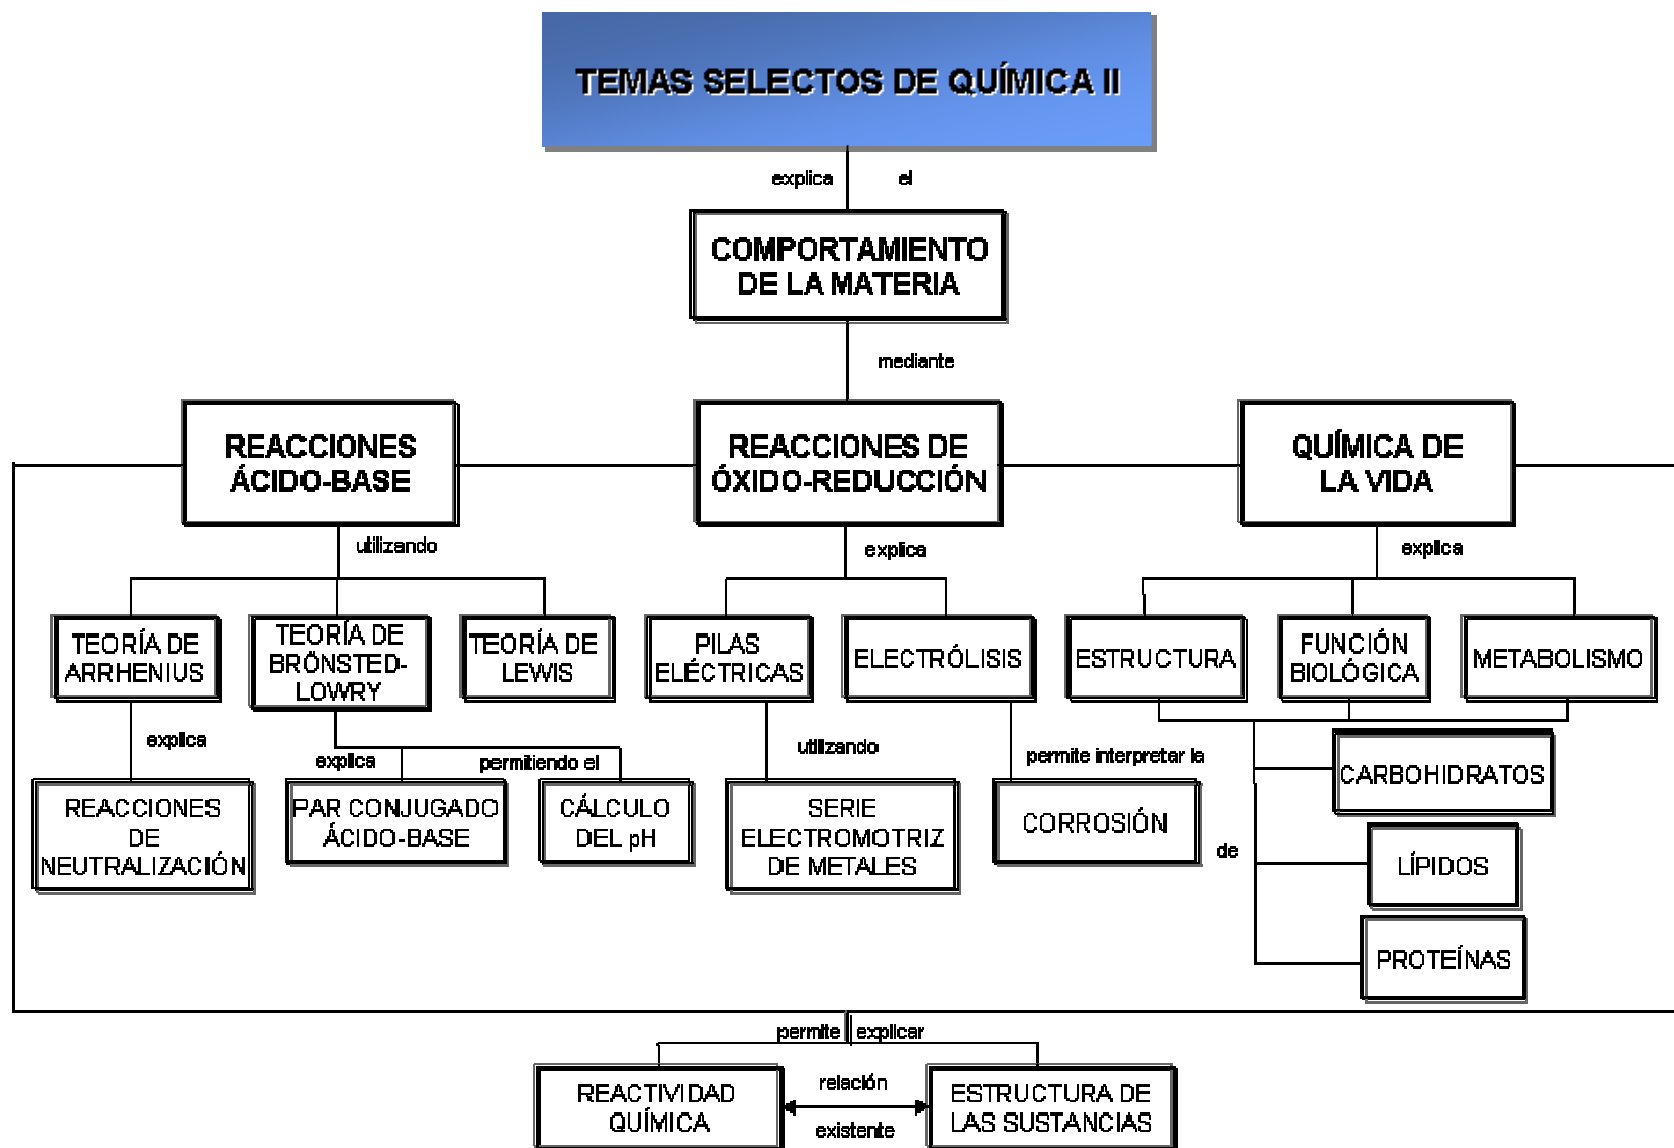 TEMAS SELECTOS DE QUÍMICA II
explica el
COMPORTAMIENTO
DE LA MATERIA
mediante
REACCIONES
ÁCIDO-BASE
REACCIONES DE
ÓXIDO-REDUCCIÓN
QUÍMICA DE
LA VIDA
utilizando
explica
explica
TEORÍA DE
ARRHENIUS
TEORÍA DE
BRÖNSTED-
LOWRY
TEORÍA DE
LEWIS
PILAS
ELÉCTRICAS
ELECTRÓLISIS
ESTRUCTURA
FUNCIÓN
BIOLÓGICA
METABOLISMO
explica
explica
permitiendo el
utilizando
permite interpretar la
REACCIONES
DE
NEUTRALIZACIÓN
PAR CONJUGADO
ÁCIDO-BASE
CÁLCULO
DEL pH
SERIE
ELECTROMOTRIZ
DE METALES
CORROSIÓN
de
CARBOHIDRATOS
LÍPIDOS
PROTEÍNAS
permite explicar
REACTIVIDAD
QUÍMICA
relación
existente
ESTRUCTURA DE
LAS SUSTANCIAS